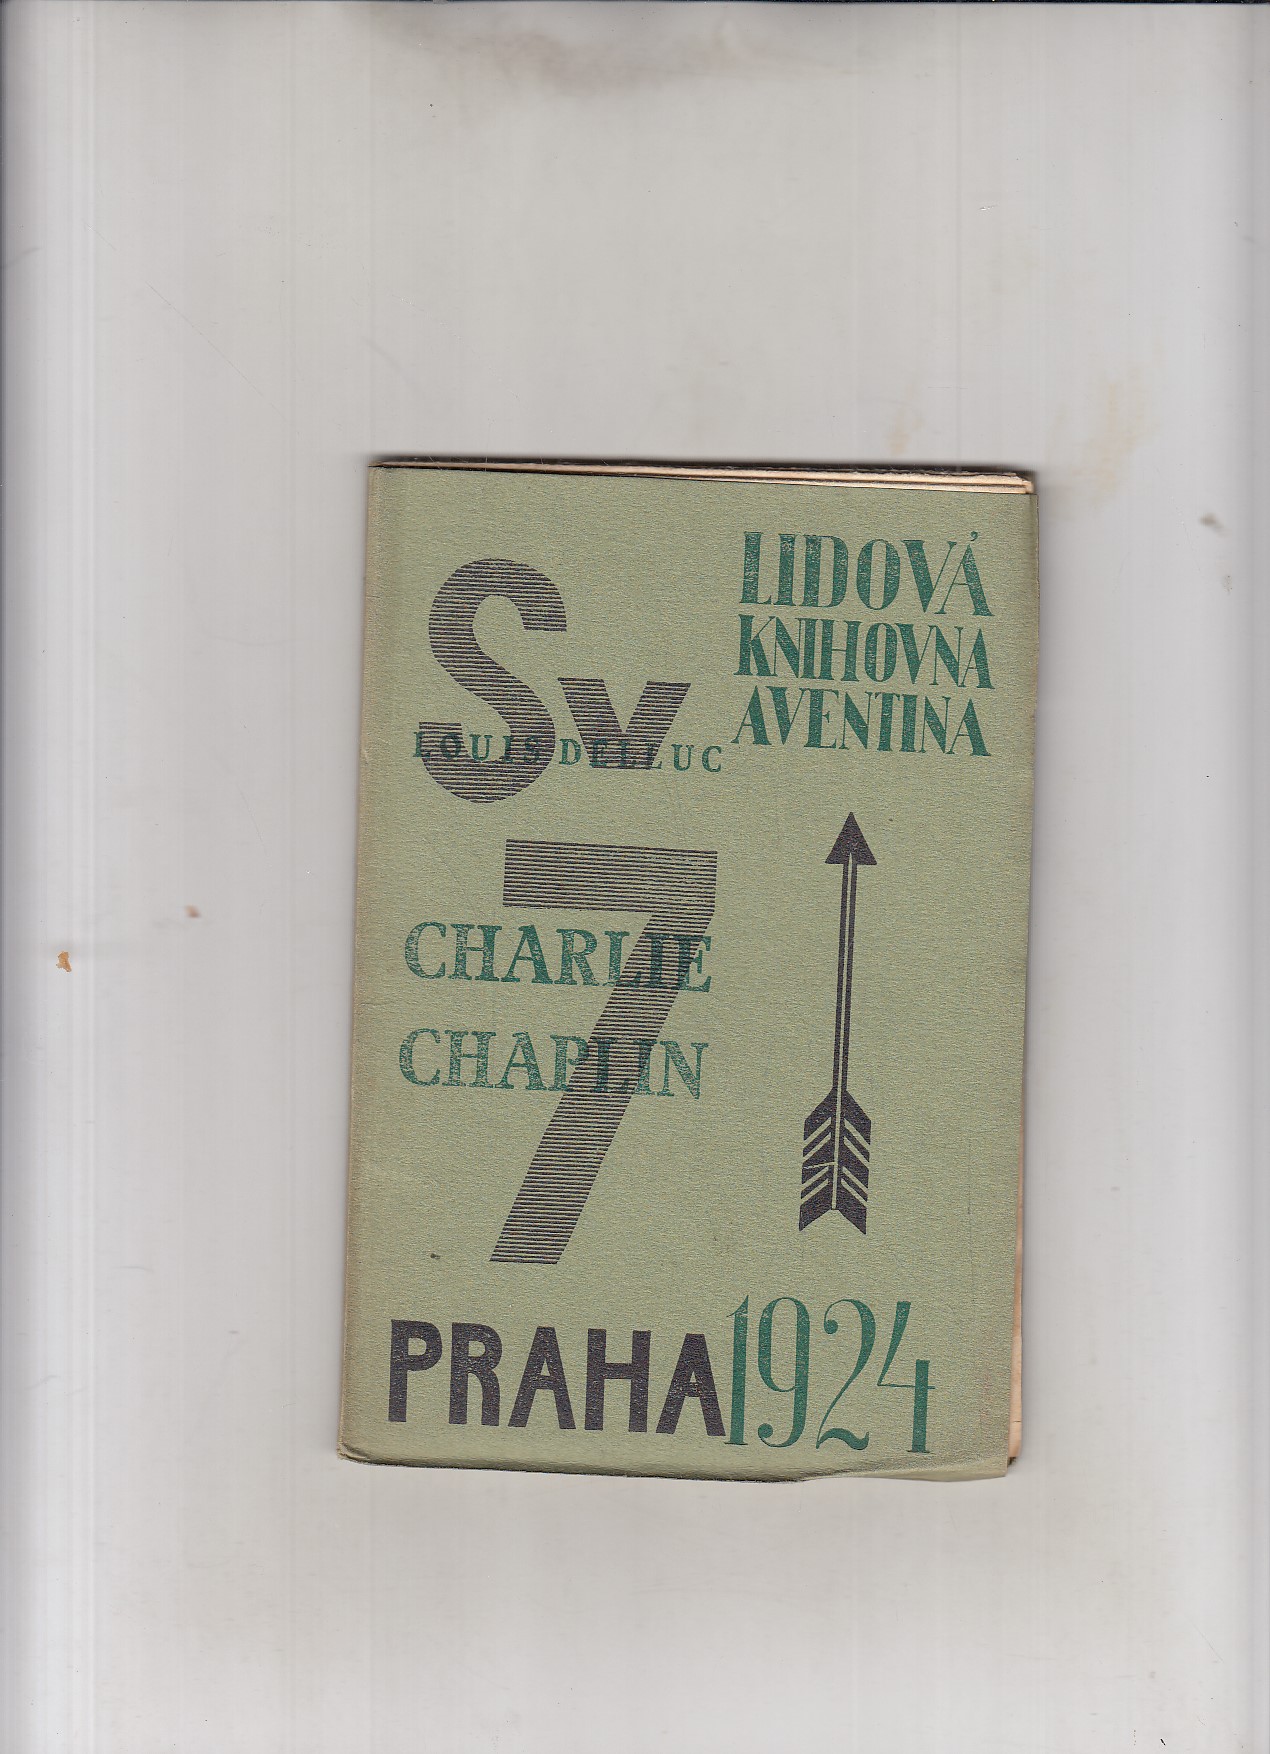 Sv
LOUIS DELLUC
LIDOVÁ
KNIHOVNA
AVENTINA
7
CHARLIE
CHAPLIN
PRAHA 1924